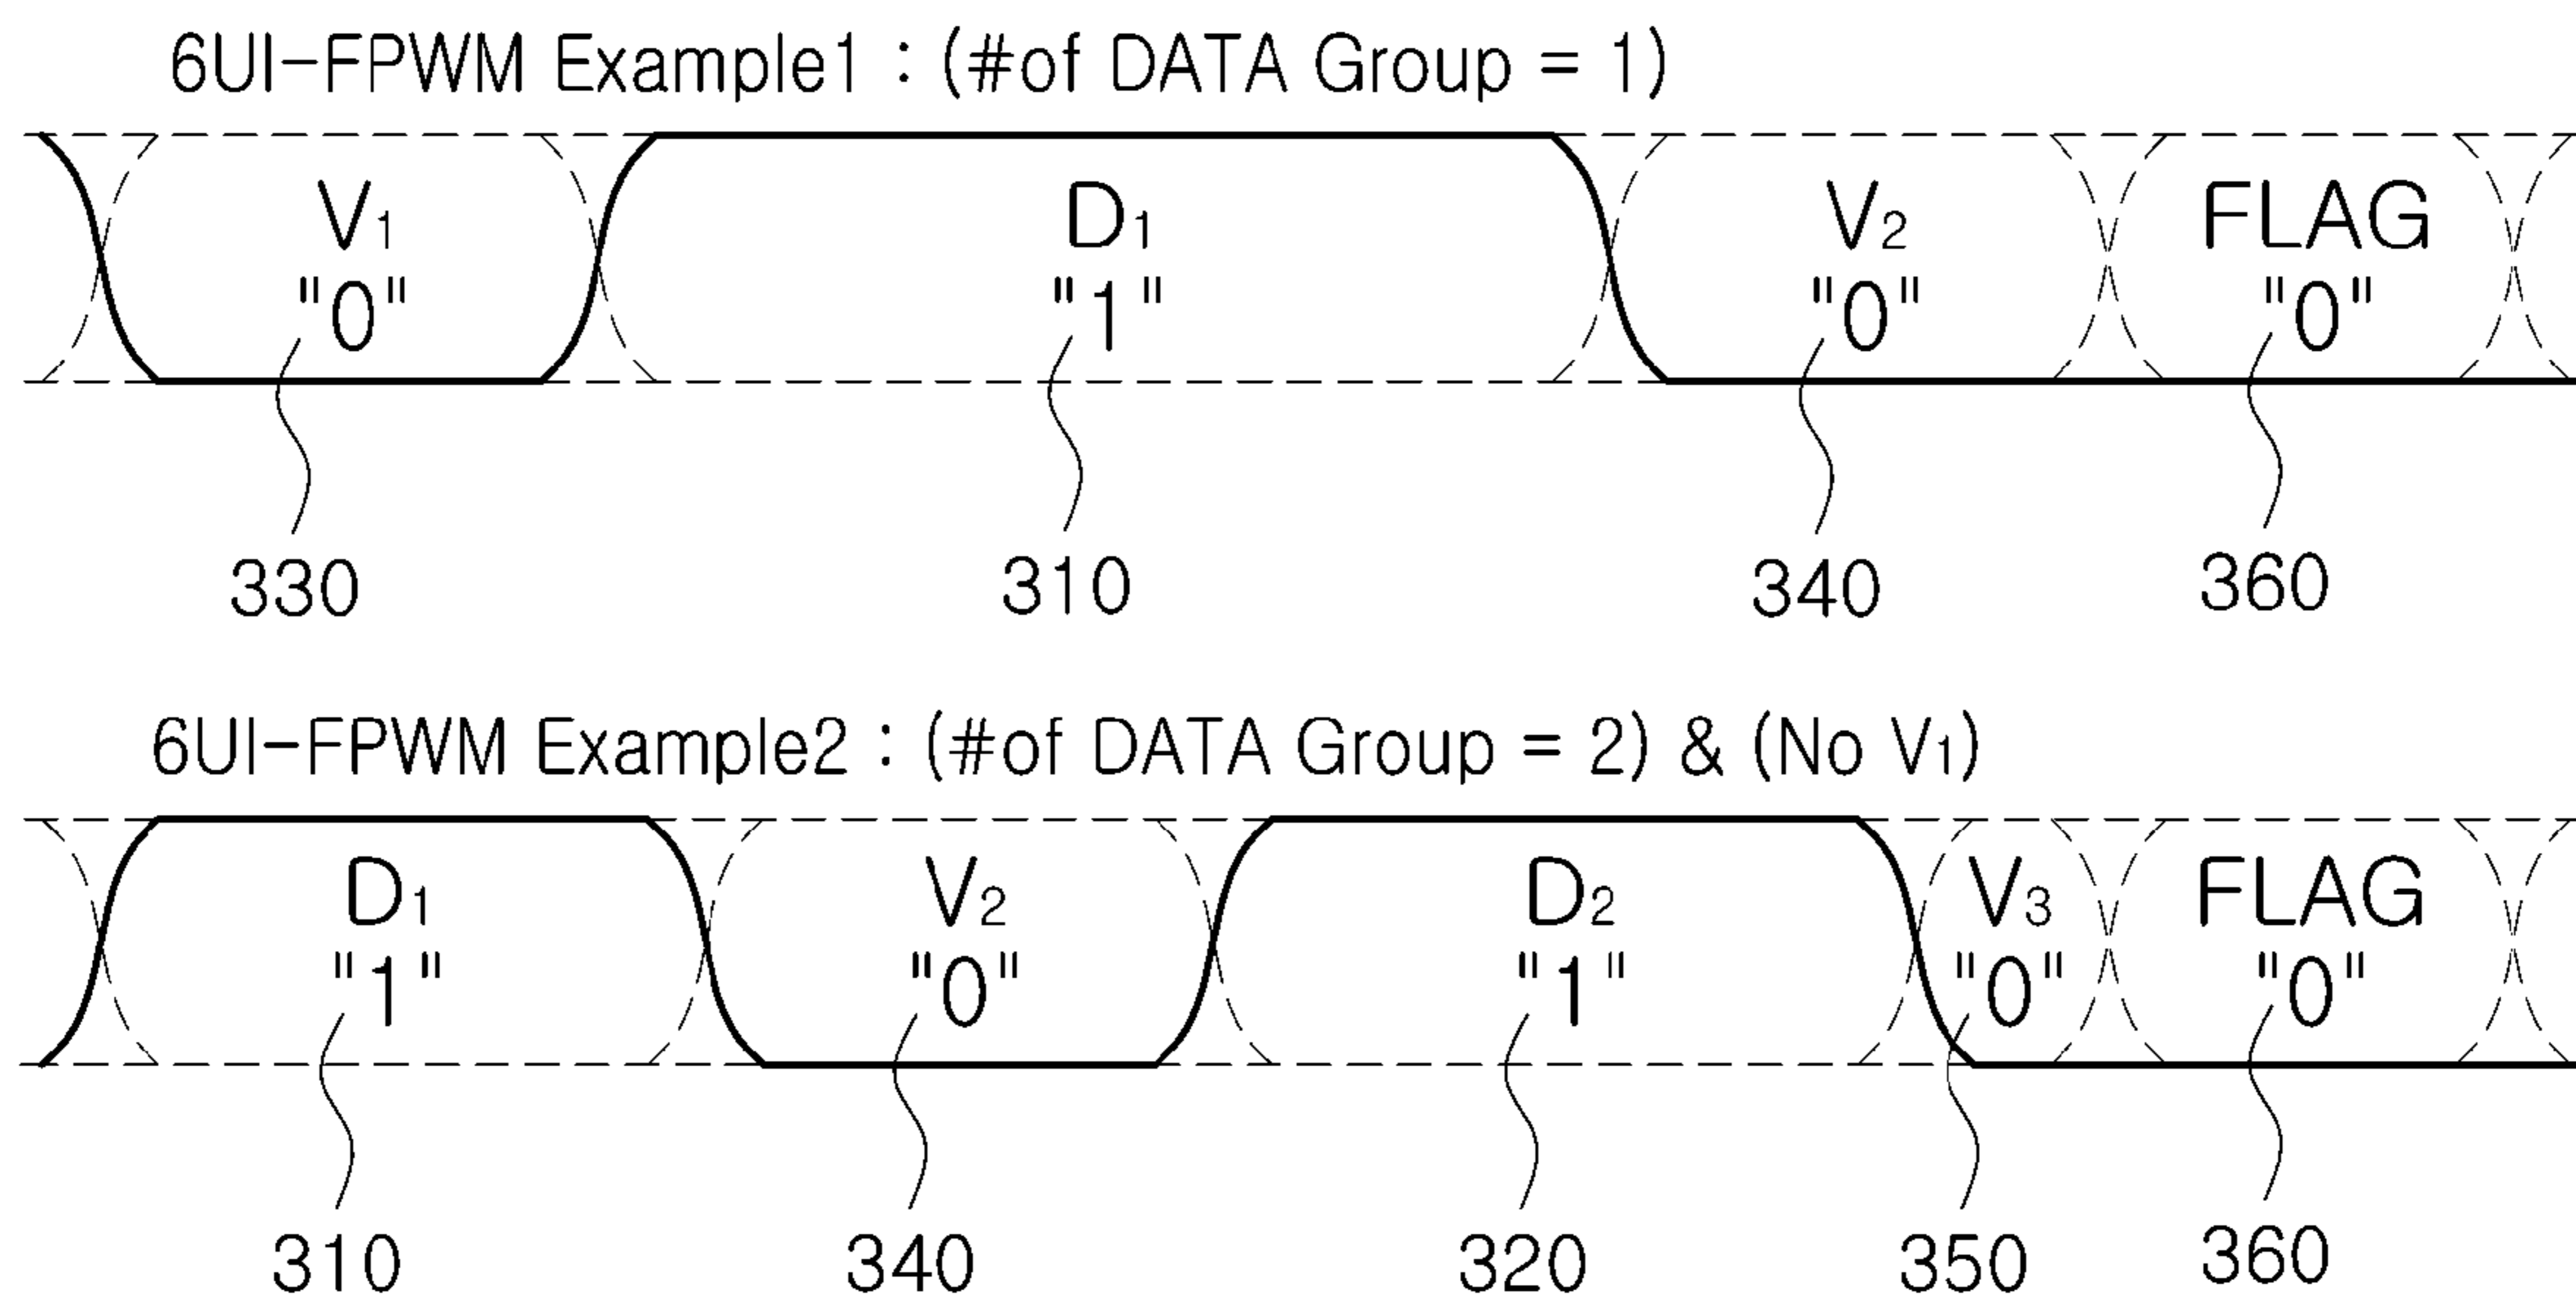 6UI-FPWM Example1 : (#of DATA Group = 1)
V1 D1 V2 FLAG
"0" "1" "0" "0"
330 310 340 360
6UI-FPWM Example2 : (#of DATA Group = 2) & (No V1)
D1 V2 D2 V3 FLAG
"1" "0" "1" "0" "0"
310 340 320 350 360